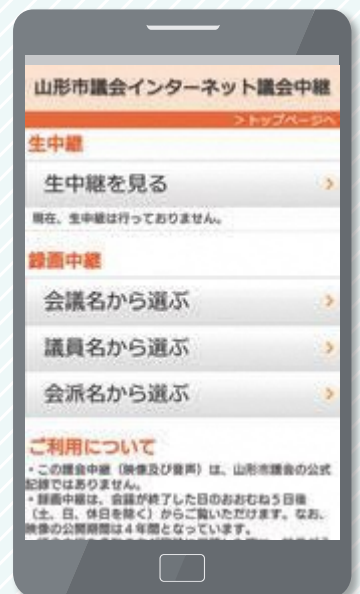 山形市議会インターネット議会中継
>トップページへ
生中継
生中継を見る
現在、生中継は行っておりません。
録画中継
会議名から選ぶ
議員名から選ぶ
会派名から選ぶ
ご利用について
・この議会中継(映像及び音声)は、山形市議会の公式
記録ではありません。
・録画中継は、会議が終了した日のおおむね5日後
(土、日、休日を除く)からご覧いただけます。なお、
映像の公開期間は4年間となっています。